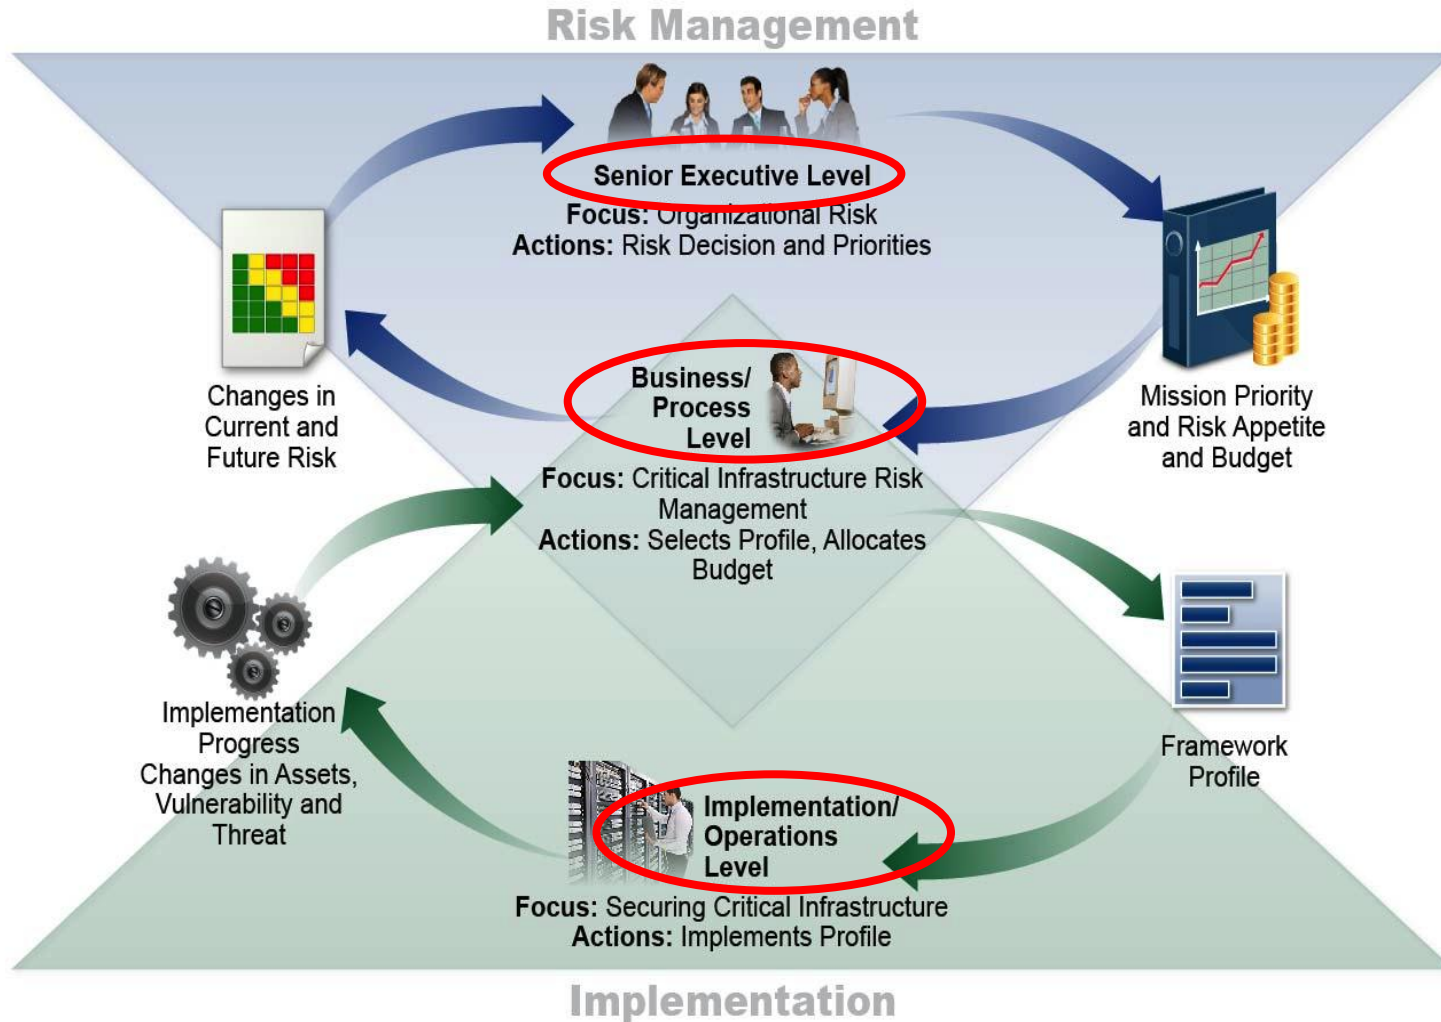 Risk Management
Senior Executive Level
Focus: Organizational Risk
Actions: Risk Decision and Priorities
Changes in
Current and
Future Risk
Mission Priority
and Risk Appetite
and Budget
Business/
Process
Level
Focus: Critical Infrastructure Risk
Management
Actions: Selects Profile, Allocates
Budget
Implementation
Progress
Changes in Assets,
Vulnerability and
Threat
Framework
Profile
Implementation/
Operations
Level
Focus: Securing Critical Infrastructure
Actions: Implements Profile
Implementation